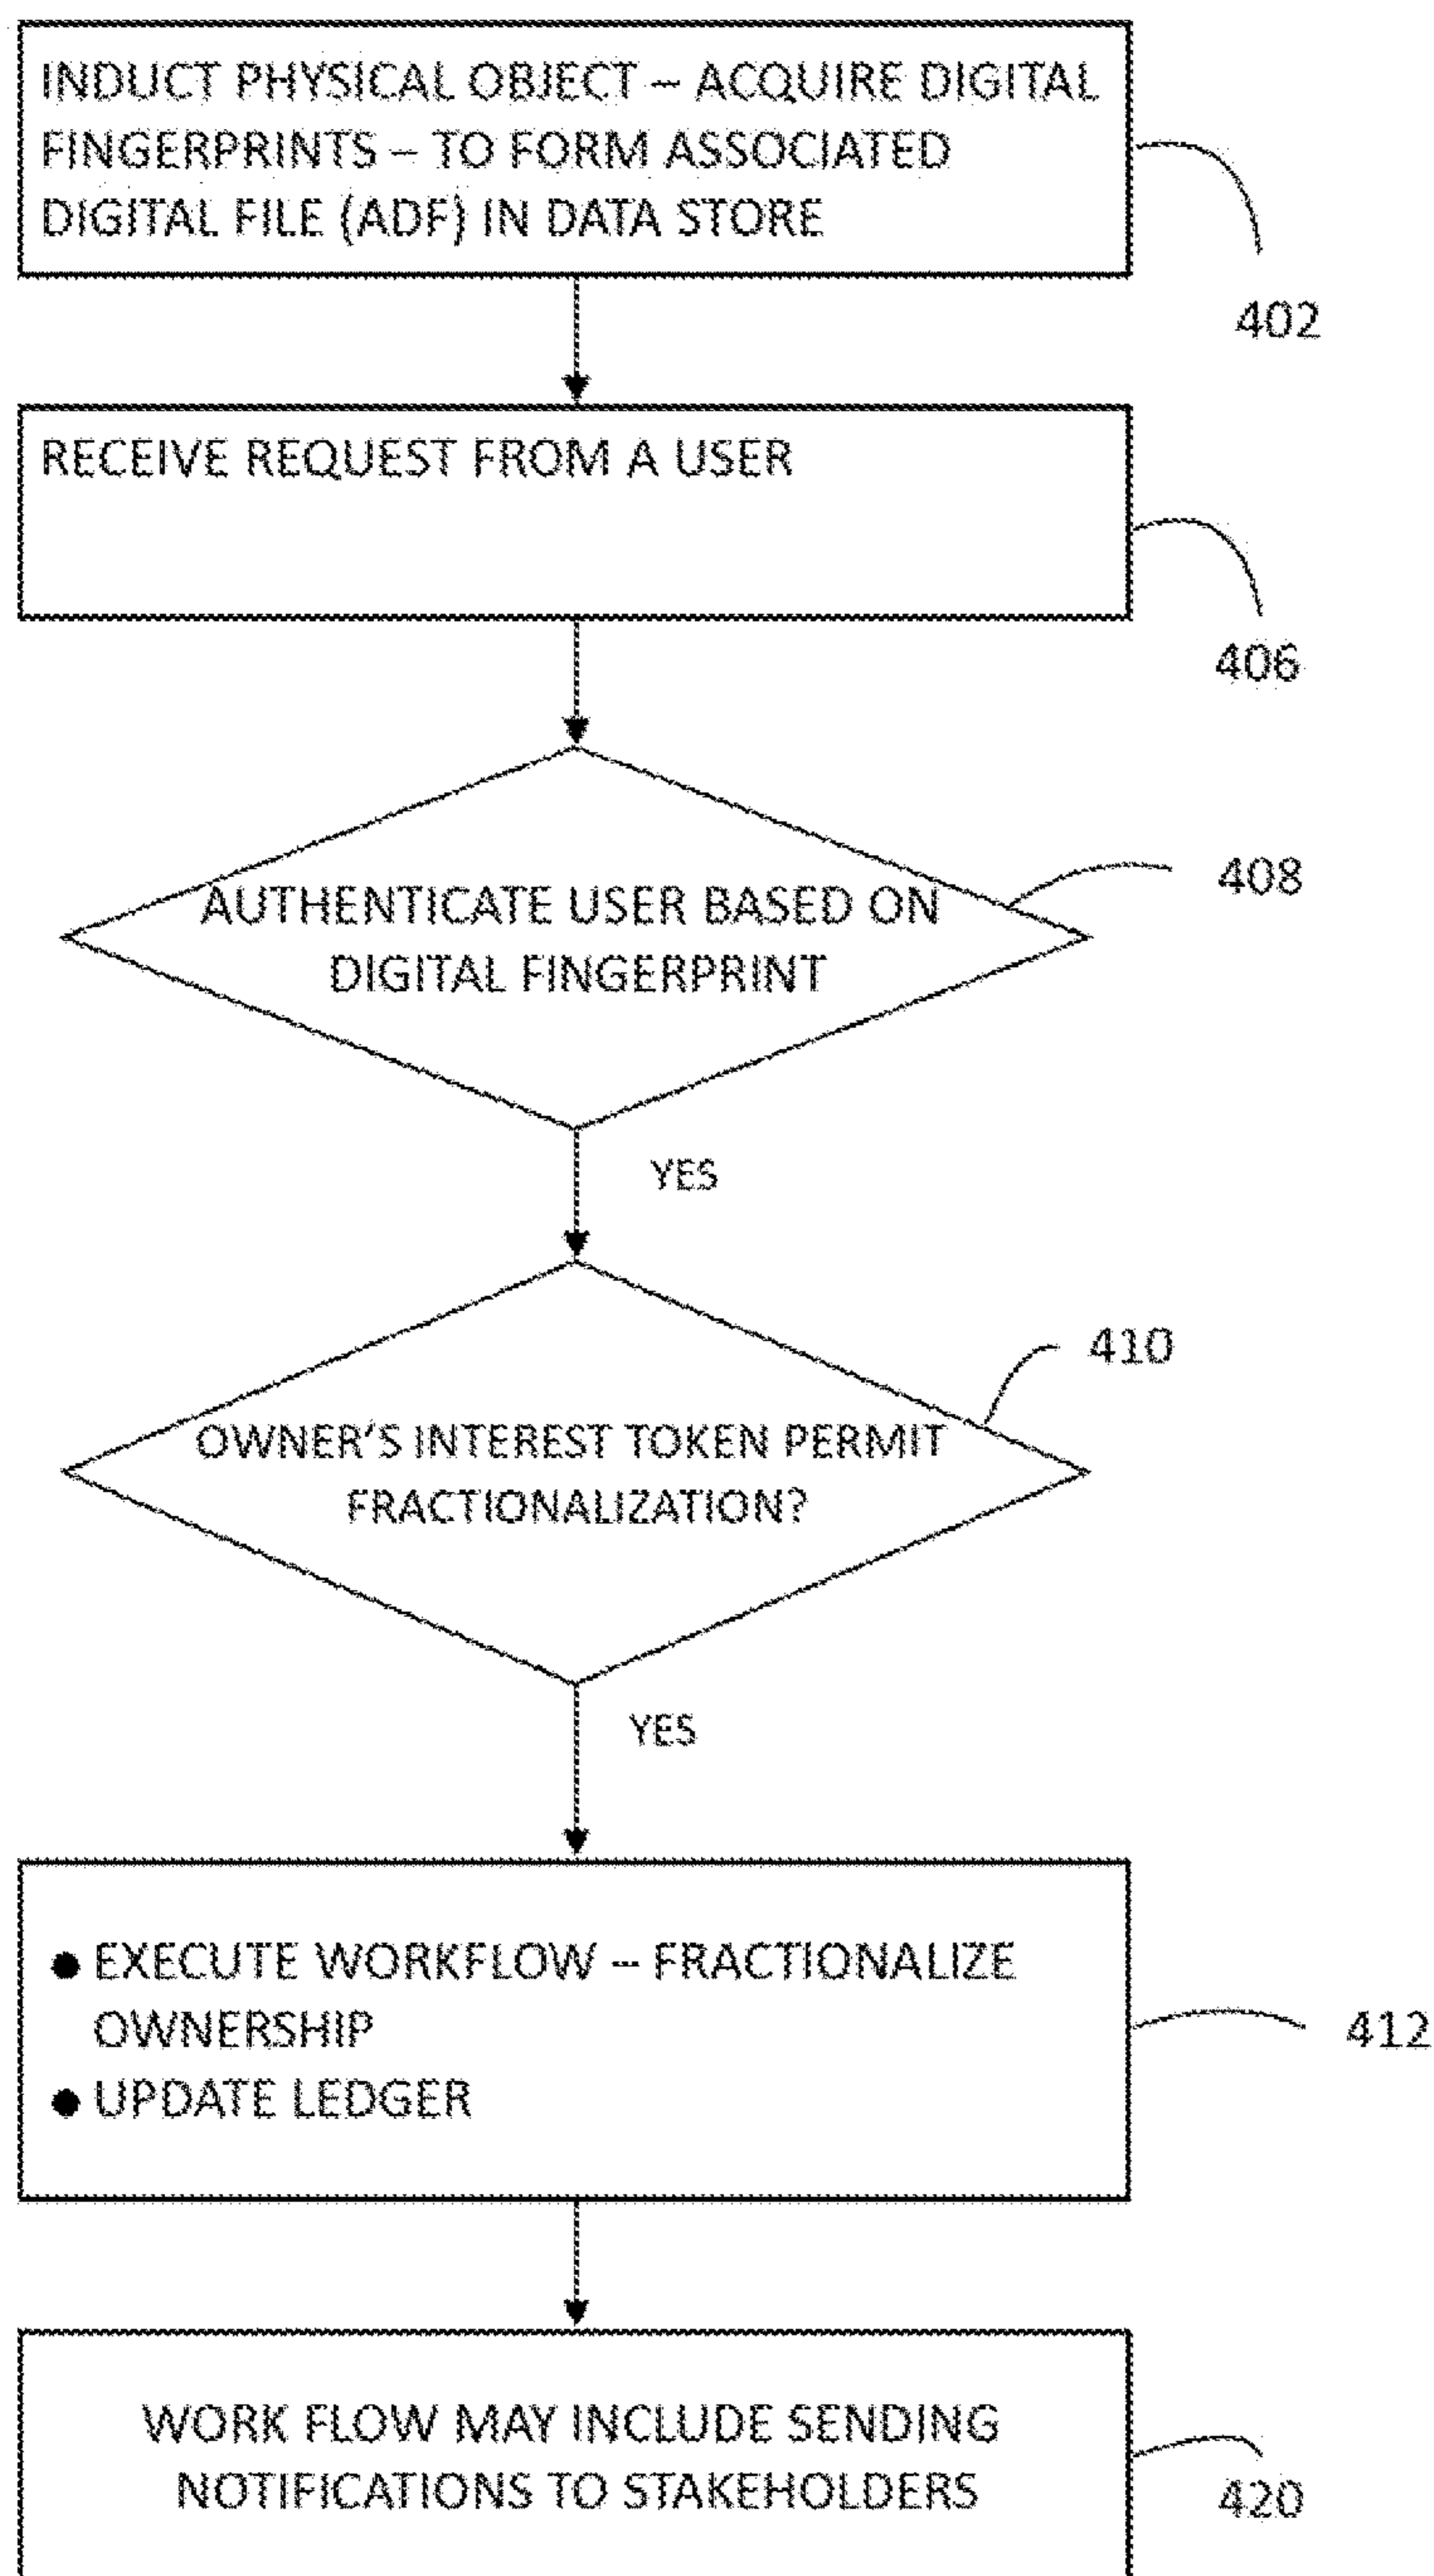 INDUCT PHYSICAL OBJECT – ACQUIRE DIGITAL
FINGERPRINTS – TO FORM ASSOCIATED
DIGITAL FILE (ADF) IN DATA STORE
402
RECEIVE REQUEST FROM A USER
406
408
AUTHENTICATE USER BASED ON
DIGITAL FINGERPRINT
YES
410
OWNER'S INTEREST TOKEN PERMIT
FRACTIONALIZATION?
YES
● EXECUTE WORKFLOW -- FRACTIONALIZE
OWNERSHIP
412
● UPDATE LEDGER
WORK FLOW MAY INCLUDE SENDING
NOTIFICATIONS TO STAKEHOLDERS
420